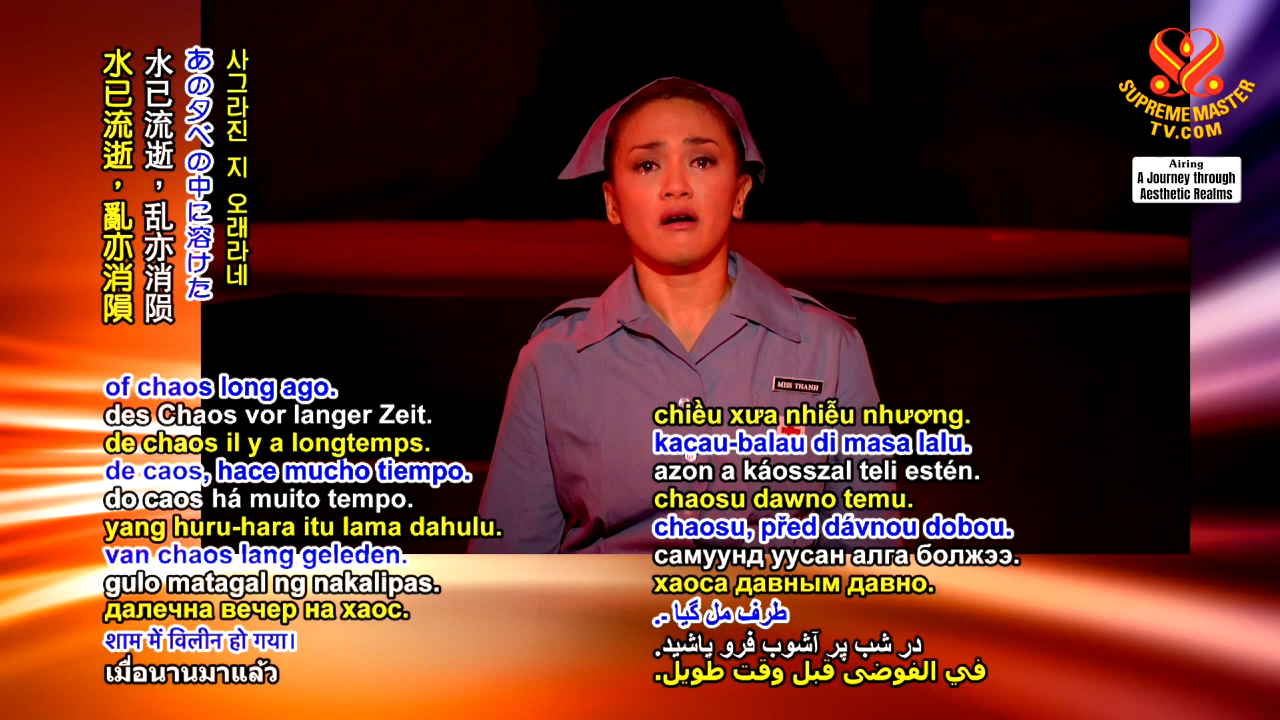 水已流逝，亂亦消隕
水已流逝，乱亦消陨
あの夕べの中に溶けた
사그라진 지 오래라네
SUPREME MASTER
TV.COM
Airing
A Journey through
Aesthetic Realms
MISS THANH
of chaos long ago.
des Chaos vor langer Zeit.
de chaos il y a longtemps.
de caos, hace mucho tiempo.
do caos há muito tempo.
yang huru-hara itu lama dahulu.
van chaos lang geleden.
gulo matagal ng nakalipas.
далечна вечер на хаос.
शाम में विलीन हो गया।
เมื่อนานมาแล้ว
chiều xưa nhiễu nhương.
kacau-balau di masa lalu.
azon a káosszal teli estén.
chaosu dawno temu.
chaosu, před dávnou dobou.
самуунд уусан алга болжээ.
хаоса давным давно.
طرف مل گیا -.
در شب پر آشوب فرو پاشید.
في الفوضى قبل وقت طويل.